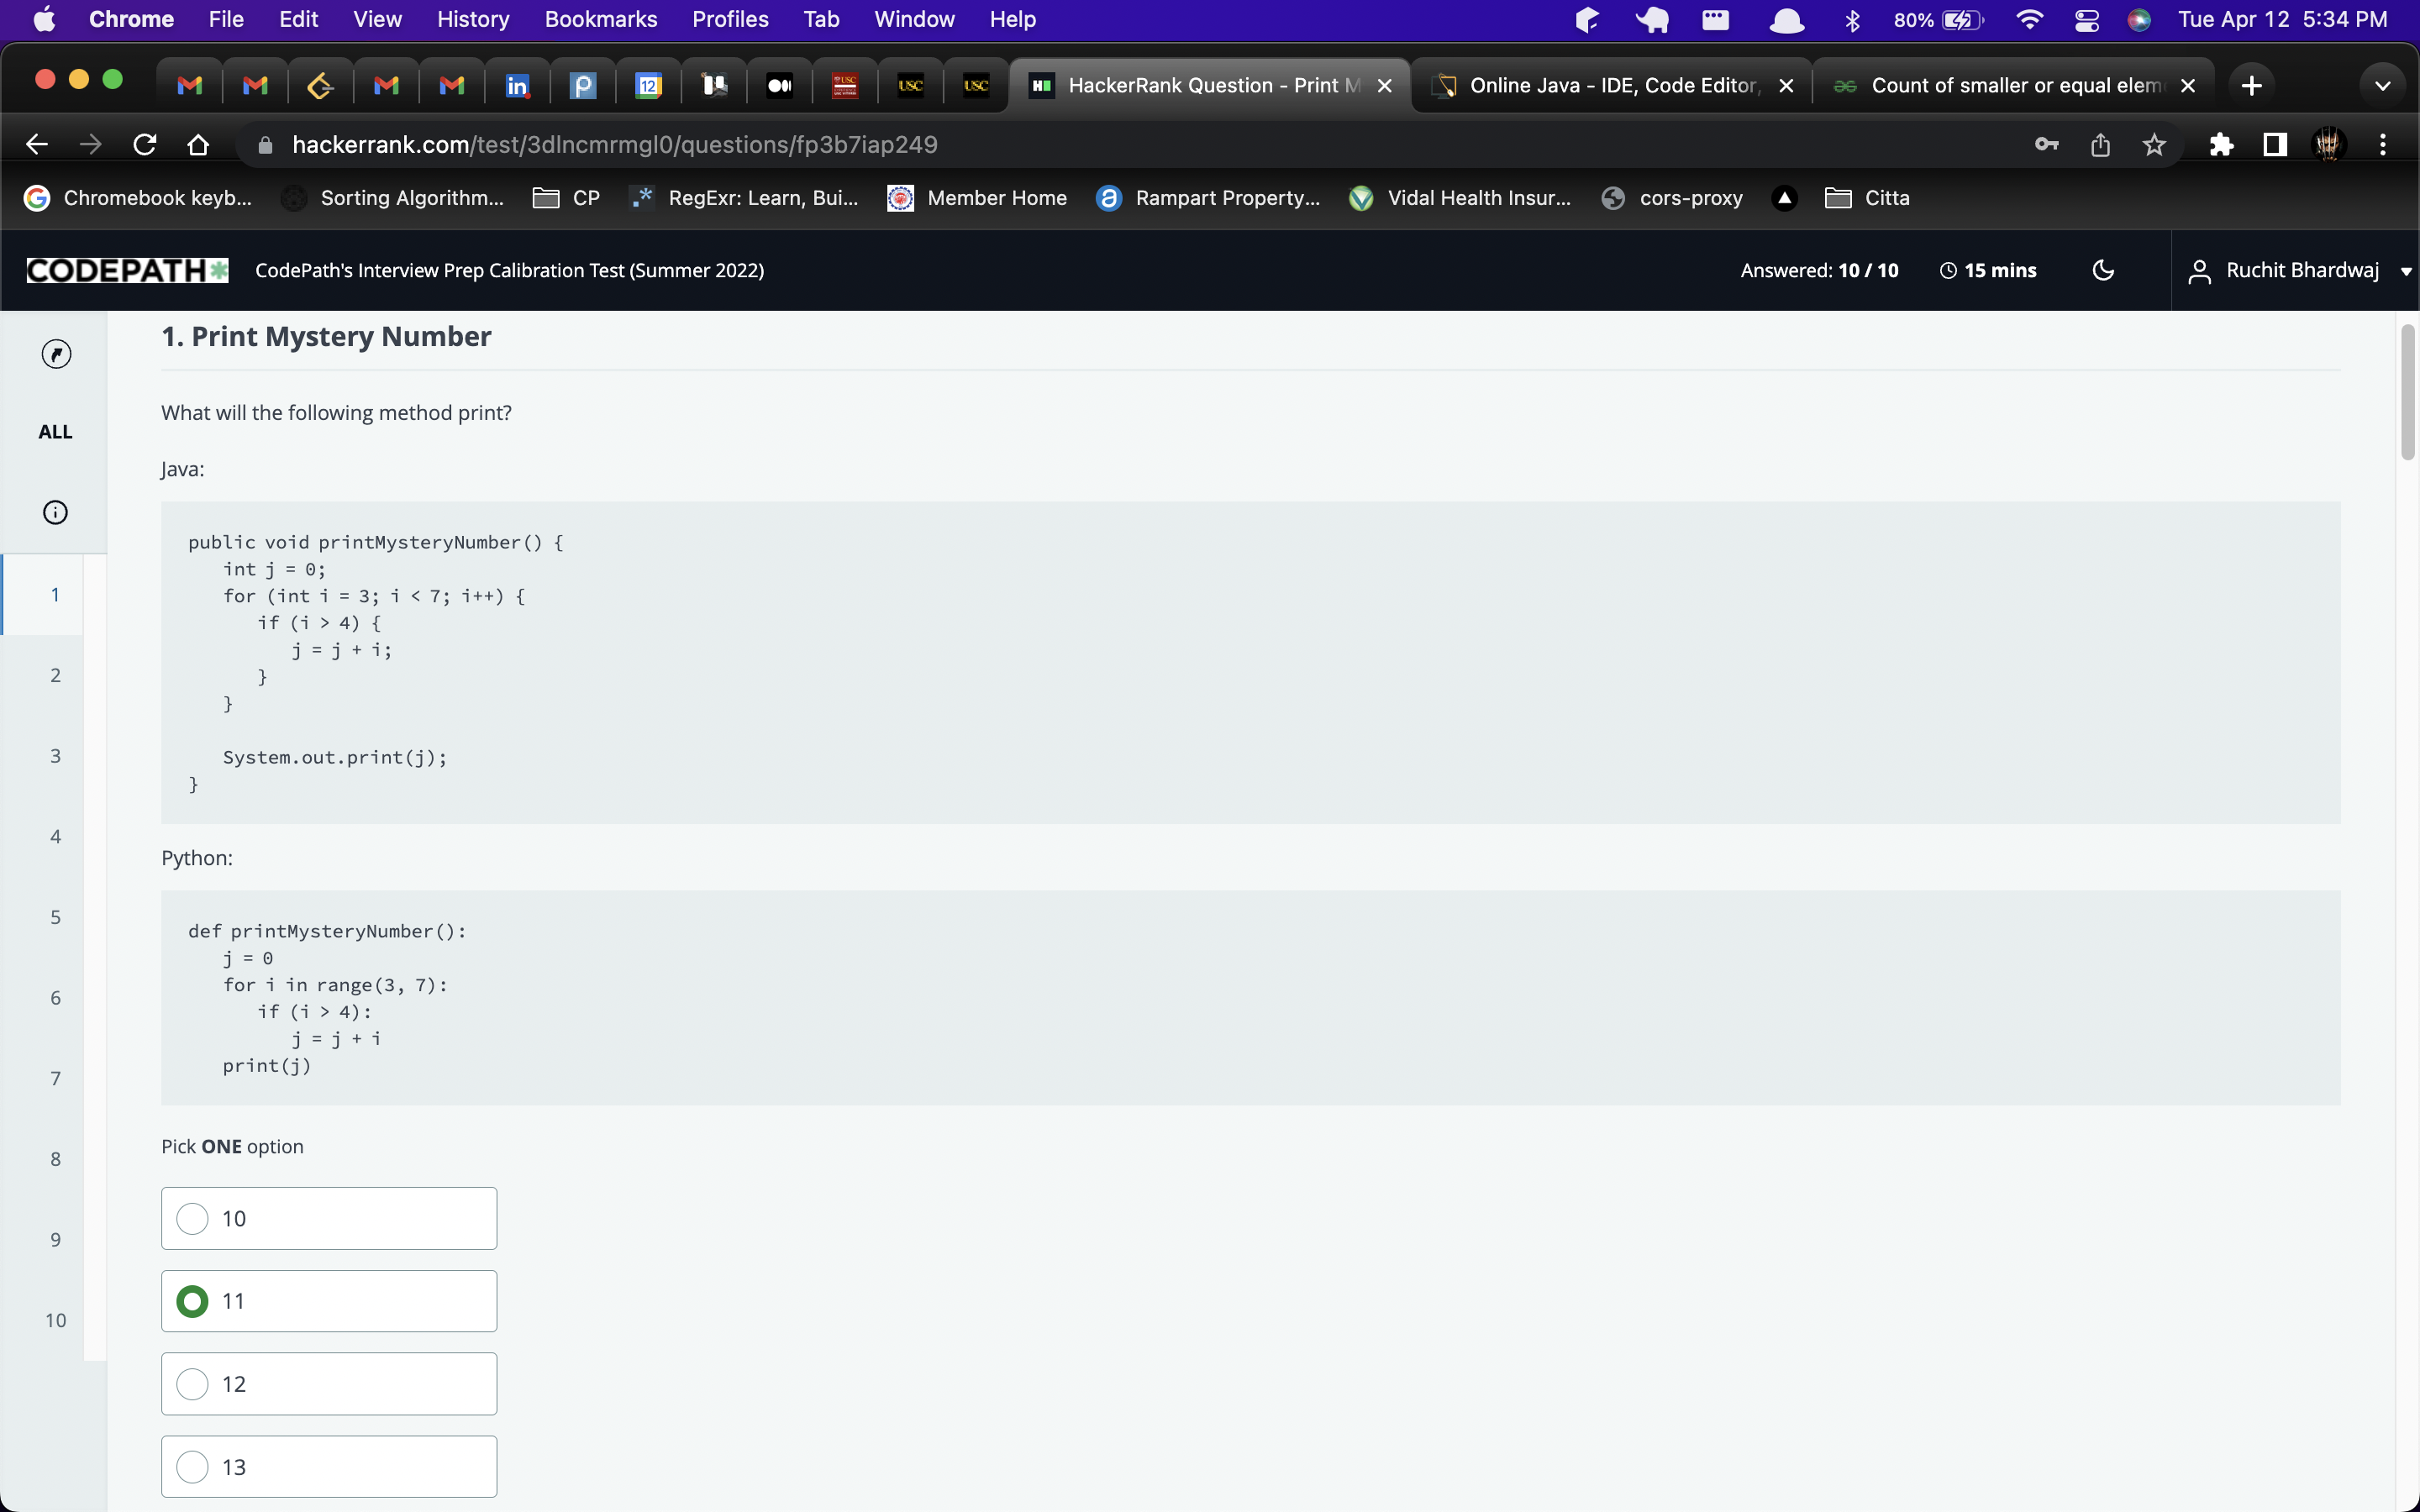 Chrome File Edit View History Bookmarks Profiles Tab Window Help 80% Tue Apr 12 5:34 PM
12 USC USC HackerRank Question - Print M Online Java - IDE, Code Editor, Count of smaller or equal elem
hackerrank.com/test/3dlncmrmgl0/questions/fp3b7iap249
Chromebook keyb... Sorting Algorithm... CP RegExr: Learn, Bui... Member Home Rampart Property... Vidal Health Insur... cors-proxy Citta
CODEPATH* CodePath's Interview Prep Calibration Test (Summer 2022) Answered: 10 / 10 15 mins Ruchit Bhardwaj
ALL
1
2
3
4
5
6
7
8
9
10
1. Print Mystery Number
What will the following method print?
Java:
public void printMysteryNumber() {
int j = 0;
for (int i = 3; i < 7; i++) {
if (i > 4) {
j = j + i;
}
}
System.out.print(j);
}
Python:
def printMysteryNumber():
j = 0
for i in range(3, 7):
if (i > 4):
j = j + i
print(j)
Pick ONE option
10
11
12
13